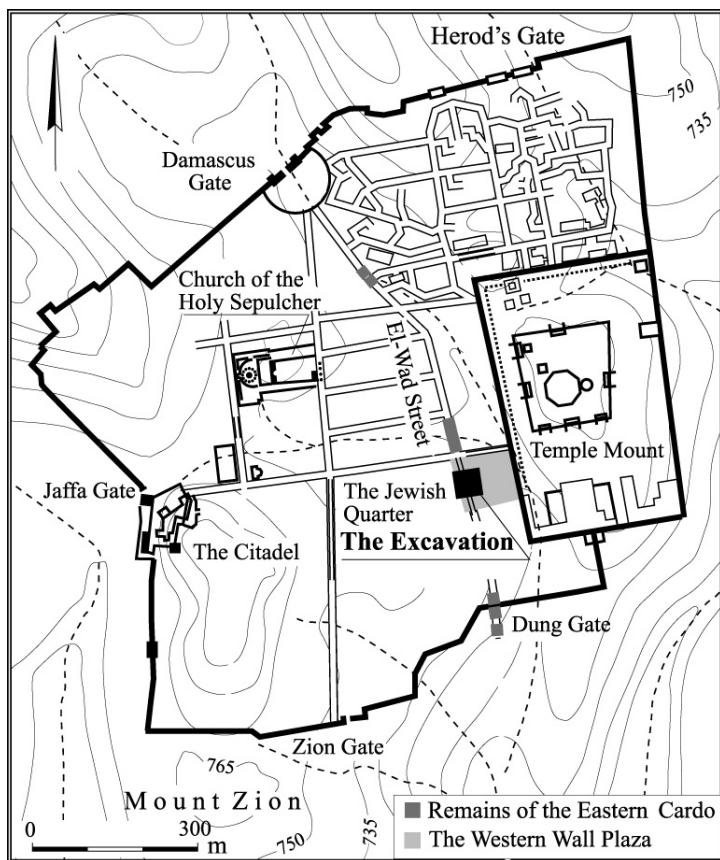 Herod's Gate
750
735
Damascus
Gate
Church of the
Holy Sepulcher
El-Wad Street
Temple Mount
Jaffa Gate
The Jewish
Quarter
The Excavation
The Citadel
Dung Gate
Zion Gate
765
Mount Zion
0
300
m
750
735
Remains of the Eastern Cardo
The Western Wall Plaza